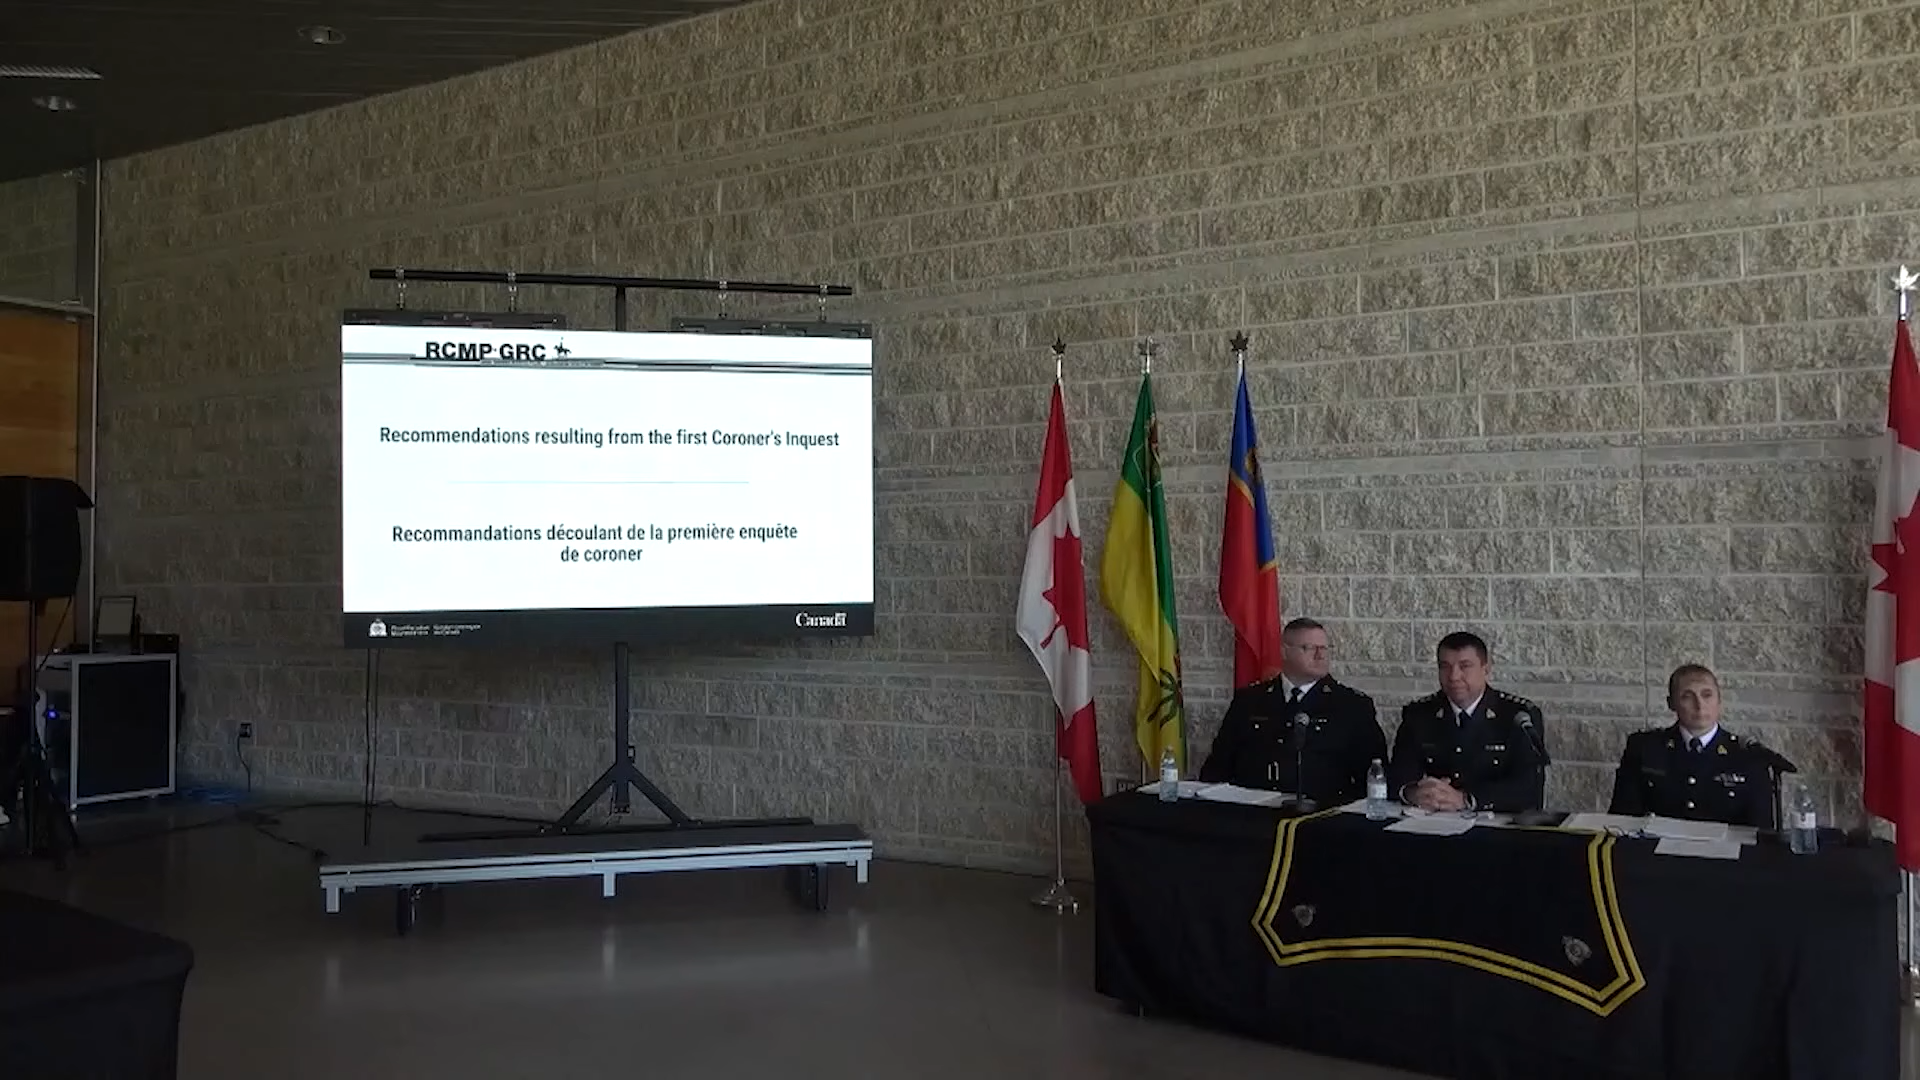 RCMP·GRC
Recommendations resulting from the first Coroner's Inquest
Recommandations découlant de la première enquête
de coroner
Canada